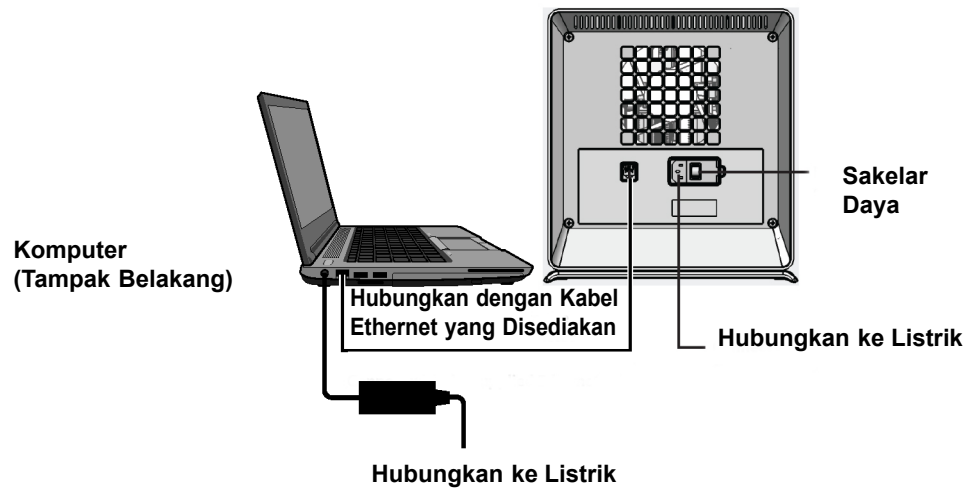 Sakelar
Daya
Komputer
(Tampak Belakang)
Hubungkan dengan Kabel
Ethernet yang Disediakan
Hubungkan ke Listrik
Hubungkan ke Listrik